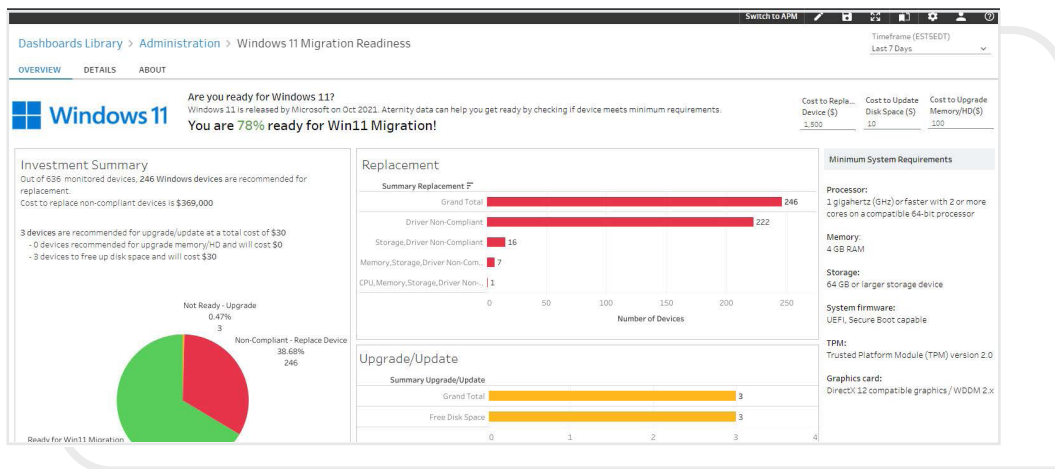 Switch to APM
Dashboards Library > Administration > Windows 11 Migration Readiness
Timeframe (EST5EDT)
Last 7 Days
OVERVIEW DETAILS ABOUT
Windows 11
Are you ready for Windows 11?
Windows 11 is released by Microsoft on Oct 2021. Aternity data can help you get ready by checking if device meets minimum requirements.
You are 78% ready for Win11 Migration!
Cost to Repla...
Device ($)
1,500
Cost to Update
Disk Space ($)
10
Cost to Upgrade
Memory/HD($)
100
Investment Summary
Out of 636 monitored devices, 246 Windows devices are recommended for
replacement.
Cost to replace non-compliant devices is $369,000
3 devices are recommended for upgrade/update at a total cost of $30
- 0 devices recommended for upgrade memory/HD and will cost $0
- 3 devices to free up disk space and will cost $30
Not Ready - Upgrade
0.47%
3
Non-Compliant - Replace Device
38.68%
246
Ready for Win11 Migration
Replacement
Summary Replacement
Grand Total 246
Driver Non-Compliant 222
Storage,Driver Non-Compliant 16
Memory,Storage,Driver Non-Com... 7
CPU,Memory,Storage,Driver Non-... 1
0 50 100 150 200 250
Number of Devices
Upgrade/Update
Summary Upgrade/Update
Grand Total 3
Free Disk Space 3
0 1 2 3 4
Minimum System Requirements
Processor:
1 gigahertz (GHz) or faster with 2 or more
cores on a compatible 64-bit processor
Memory:
4 GB RAM
Storage:
64 GB or larger storage device
System firmware:
UEFI, Secure Boot capable
TPM:
Trusted Platform Module (TPM) version 2.0
Graphics card:
DirectX 12 compatible graphics / WDDM 2.x